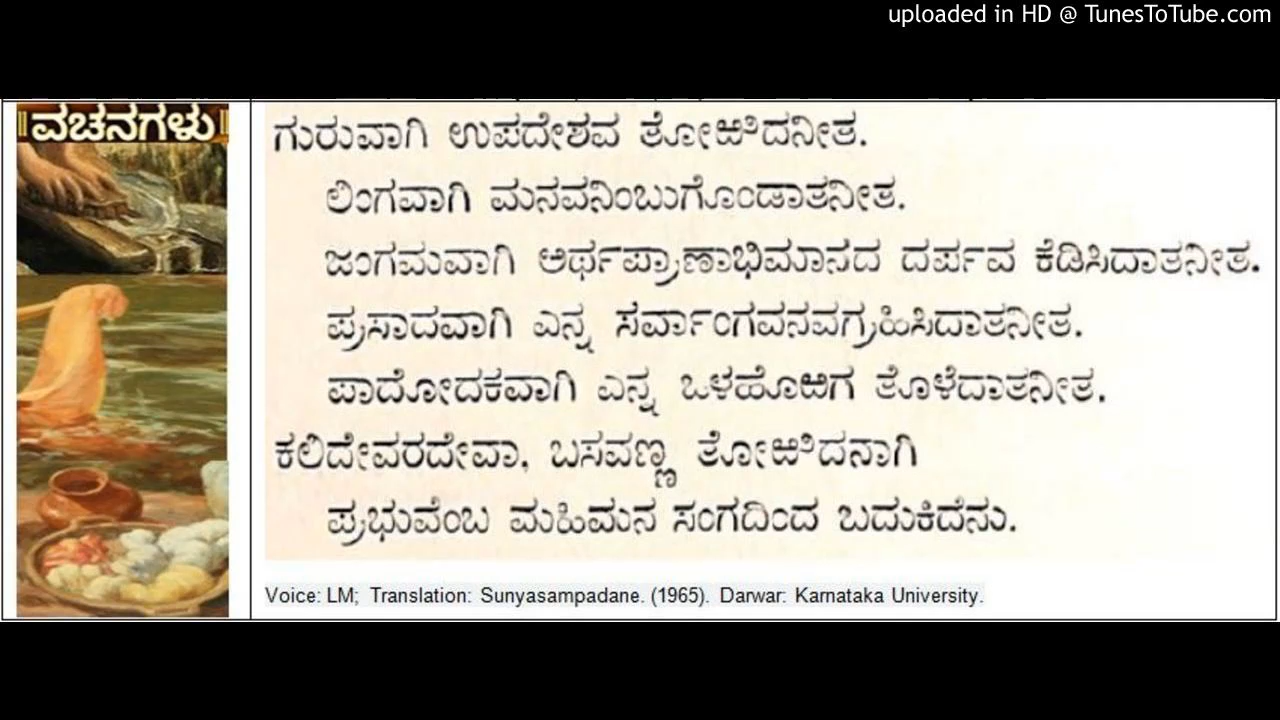 uploaded in HD @ TunesToTube.com
ವಚನಗಳು
ಗುರುವಾಗಿ ಉಪದೇಶವ ತೋಱಿದನೀತ.
ಲಿಂಗವಾಗಿ ಮನವನಿಂಬುಗೊಂಡಾತನೀತ.
ಜಂಗಮವಾಗಿ ಅರ್ಥಪ್ರಾಣಾಭಿಮಾನದ ದರ್ಪವ ಕೆಡಿಸಿದಾತನೀತ.
ಪ್ರಸಾದವಾಗಿ ಎನ್ನ ಸರ್ವಾಂಗವನವಗ್ರಹಿಸಿದಾತನೀತ.
ಪಾದೋದಕವಾಗಿ ಎನ್ನ ಒಳಹೊಱಗ ತೊಳೆದಾತನೀತ.
ಕಲಿದೇವರದೇವಾ, ಬಸವಣ್ಣ ತೋಱಿದನಾಗಿ
ಪ್ರಭುವೆಂಬ ಮಹಿಮನ ಸಂಗದಿಂದ ಬದುಕಿದೆನು.
Voice: LM; Translation: Sunyasampadane. (1965). Darwar: Karnataka University.